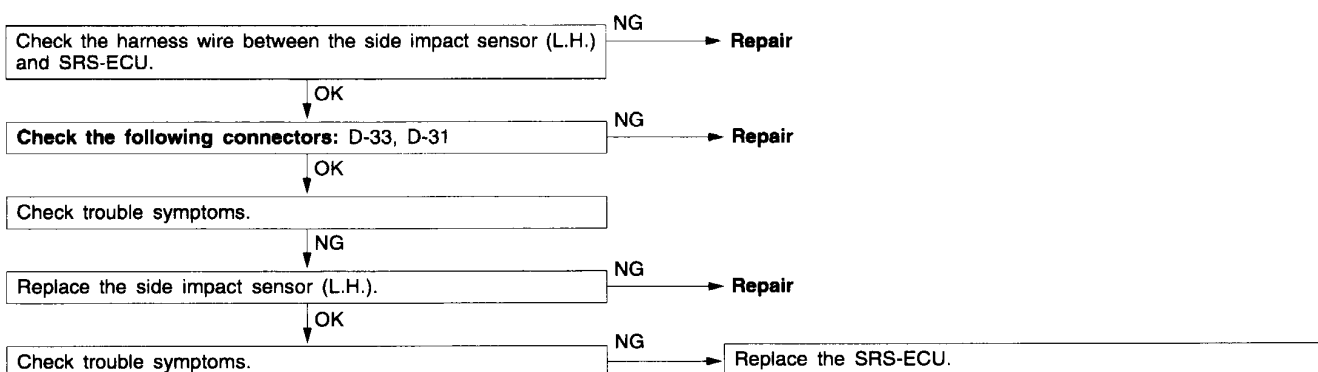 Check the harness wire between the side impact sensor (L.H.)
and SRS-ECU.
NG
Repair
OK
Check the following connectors: D-33, D-31
NG
Repair
OK
Check trouble symptoms.
NG
Replace the side impact sensor (L.H.).
NG
Repair
OK
Check trouble symptoms.
NG
Replace the SRS-ECU.